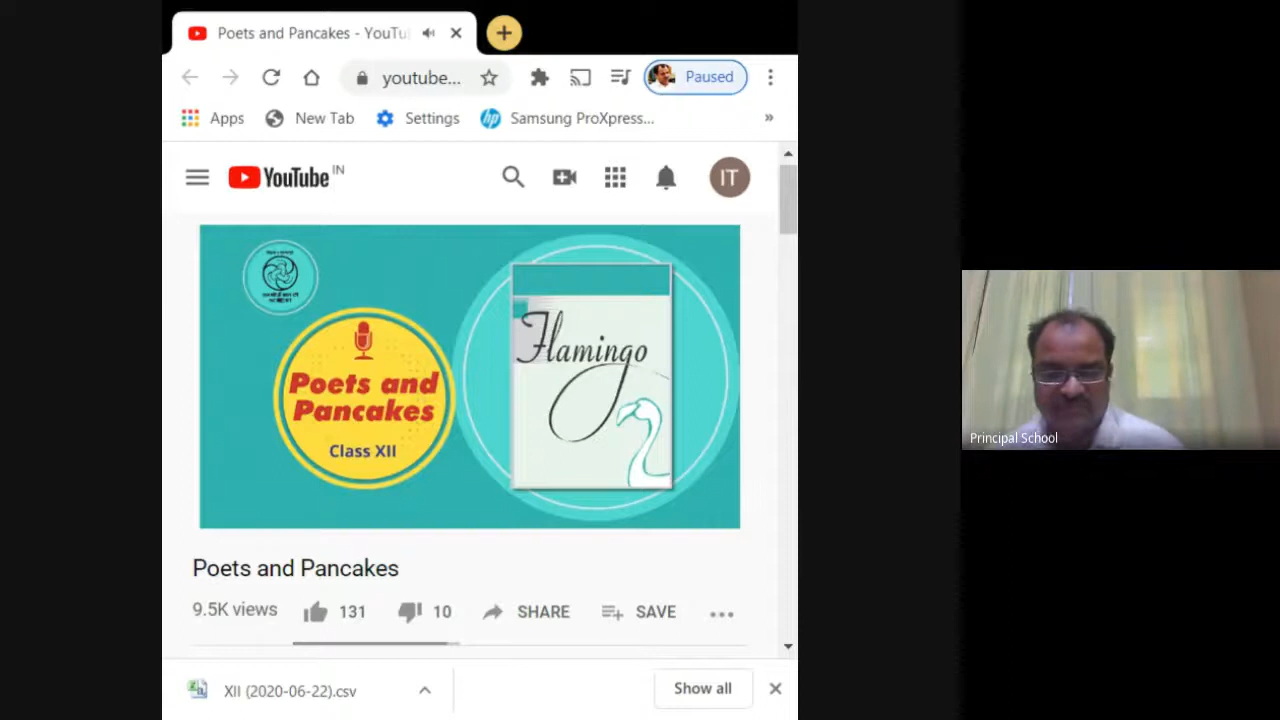 Poets and Pancakes - YouTu
youtube...
Paused
Apps
New Tab
Settings
hp
Samsung ProXpress...
»
YouTube IN
IT
Poets and
Pancakes
Class XII
Flamingo
Poets and Pancakes
9.5K views
131
10
SHARE
SAVE
XII (2020-06-22).csv
Show all
Principal School